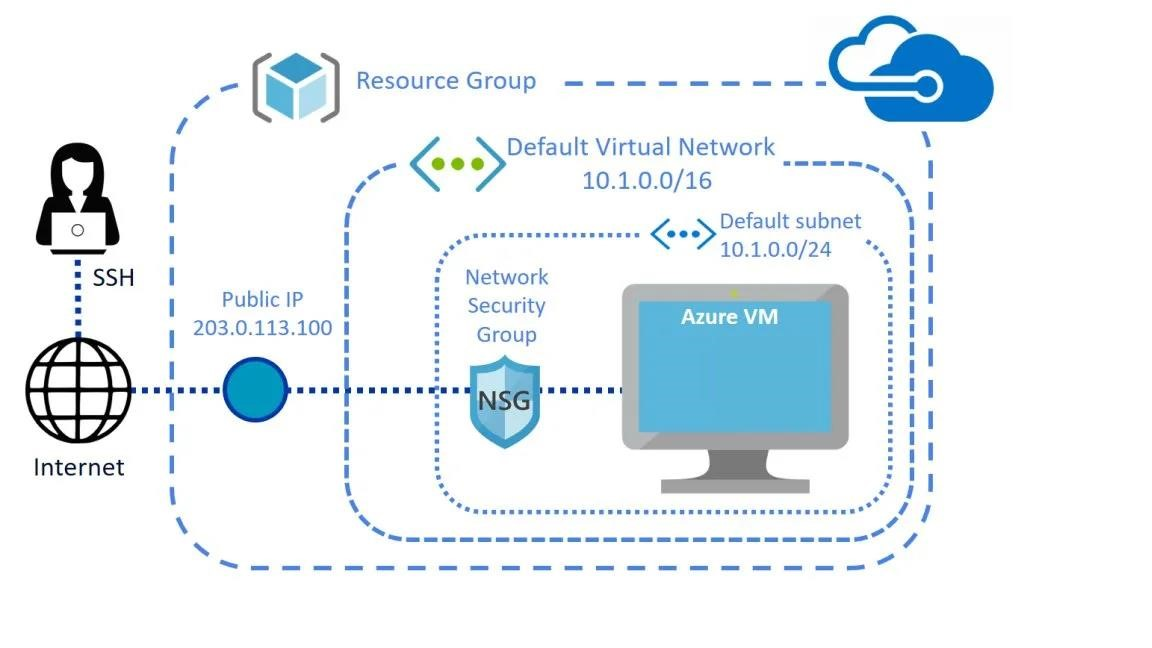 Resource Group
Default Virtual Network
10.1.0.0/16
Default subnet
10.1.0.0/24
Network
Security
Group
NSG
Azure VM
Public IP
203.0.113.100
SSH
Internet